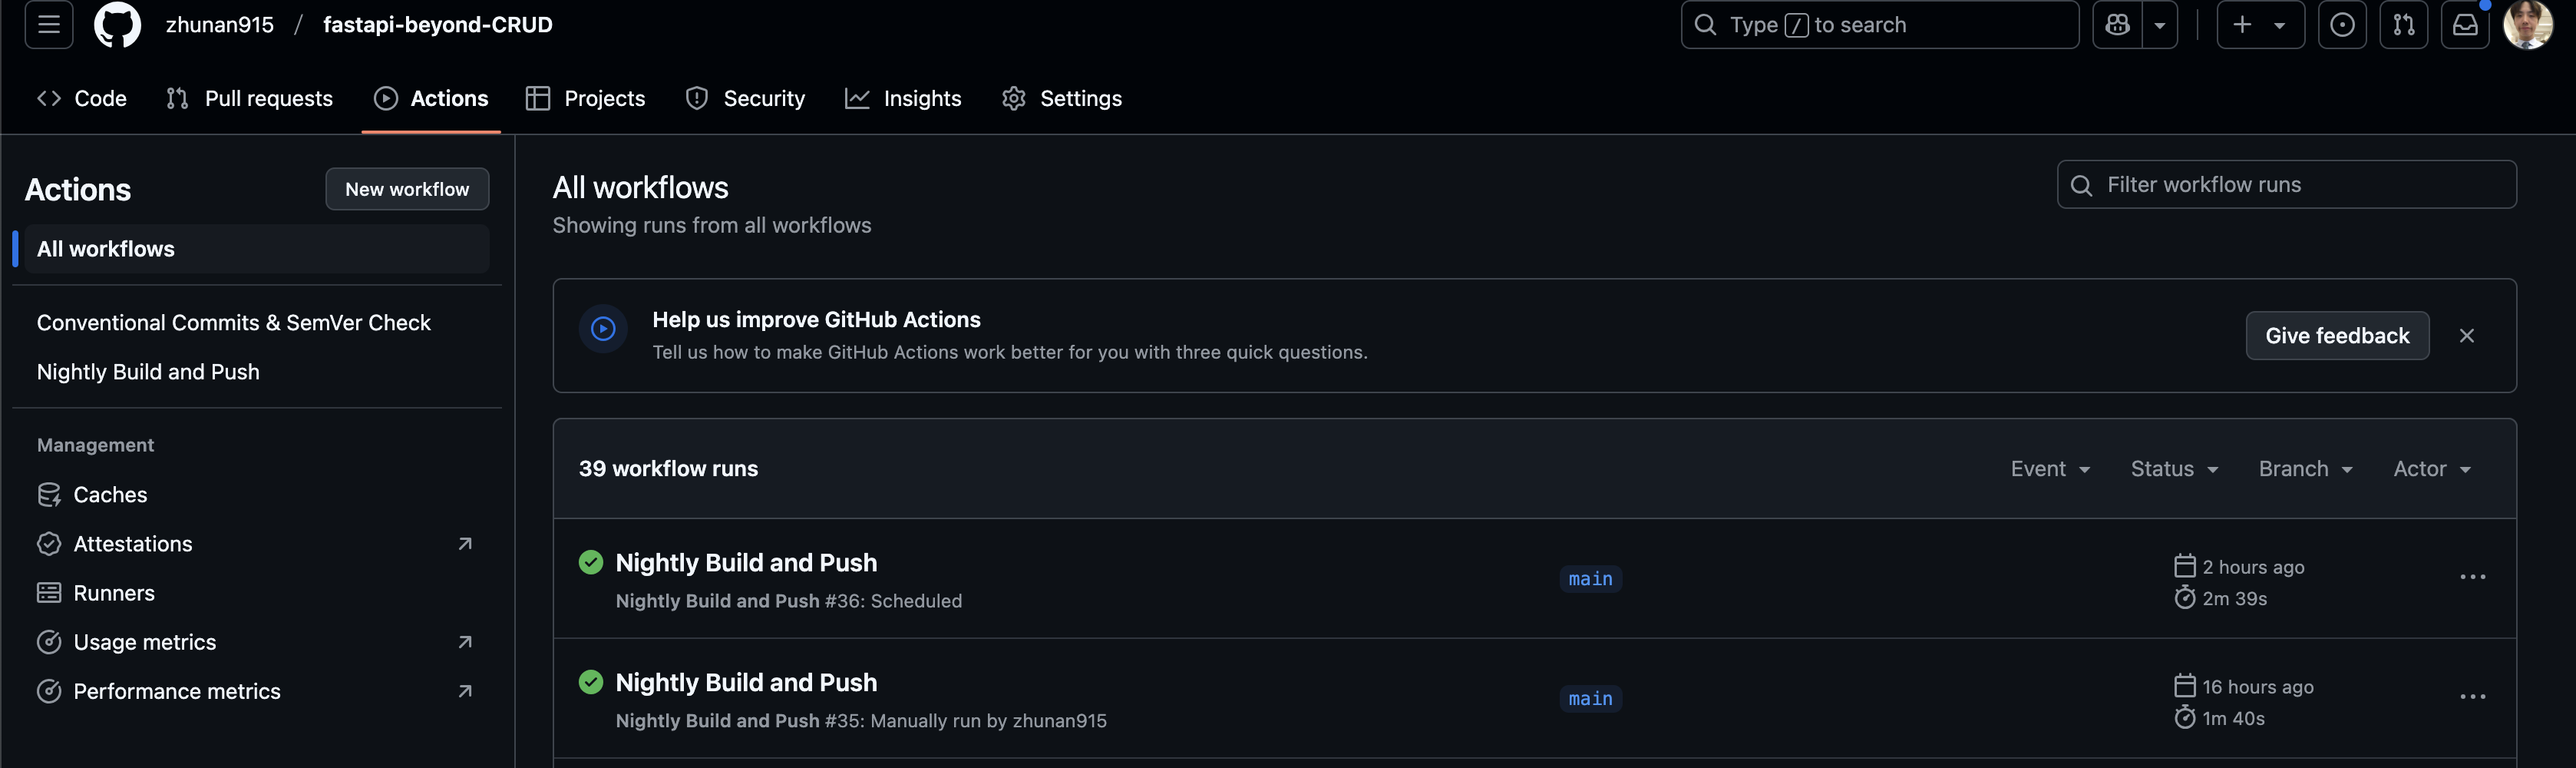 zhunan915 / fastapi-beyond-CRUD
Type / to search
Code
Pull requests
Actions
Projects
Security
Insights
Settings
Actions
New workflow
All workflows
Conventional Commits & SemVer Check
Nightly Build and Push
Management
Caches
Attestations
Runners
Usage metrics
Performance metrics
All workflows
Showing runs from all workflows
Filter workflow runs
Help us improve GitHub Actions
Tell us how to make GitHub Actions work better for you with three quick questions.
Give feedback
39 workflow runs
Event
Status
Branch
Actor
Nightly Build and Push
Nightly Build and Push #36: Scheduled
main
2 hours ago
2m 39s
Nightly Build and Push
Nightly Build and Push #35: Manually run by zhunan915
main
16 hours ago
1m 40s